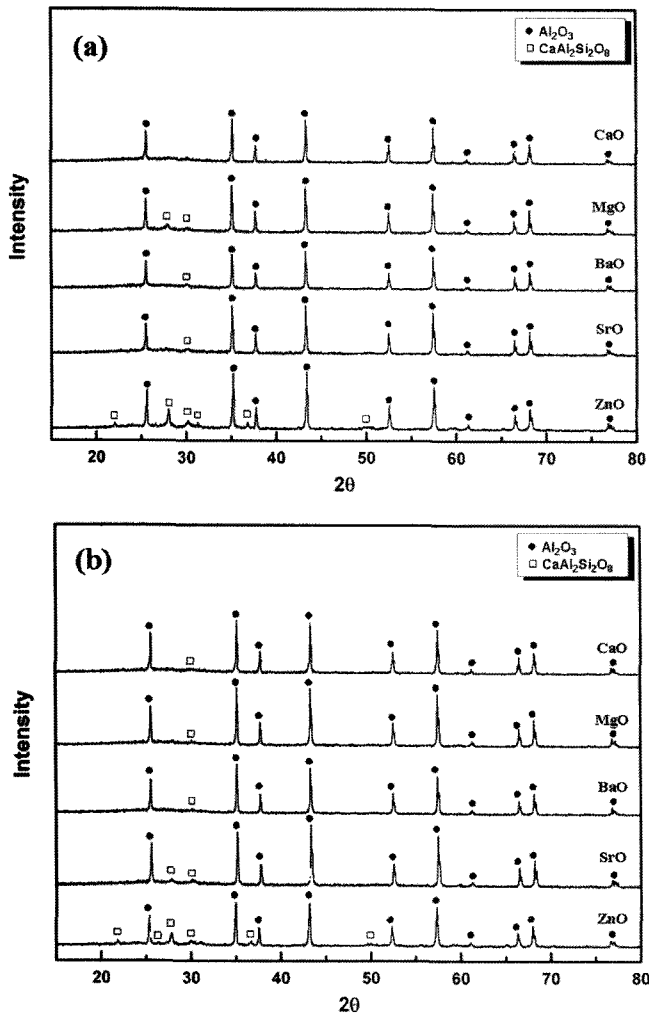 (a)
● Al₂O₃
□ CaAl₂Si₂O₈
CaO
MgO
BaO
SrO
ZnO
Intensity
20 30 40 50 60 70 80
2θ
(b)
● Al₂O₃
□ CaAl₂Si₂O₈
CaO
MgO
BaO
SrO
ZnO
Intensity
20 30 40 50 60 70 80
2θ